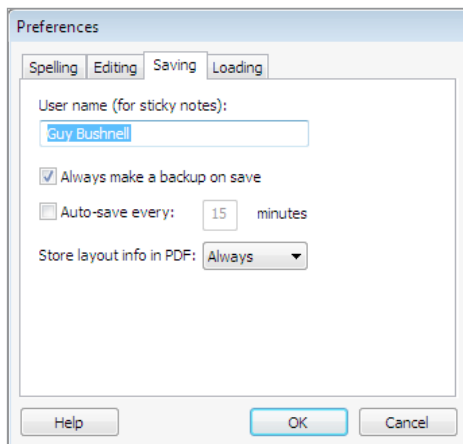 Preferences
Spelling Editing Saving Loading
User name (for sticky notes):
Guy Bushnell
Always make a backup on save
Auto-save every: 15 minutes
Store layout info in PDF: Always
Help OK Cancel